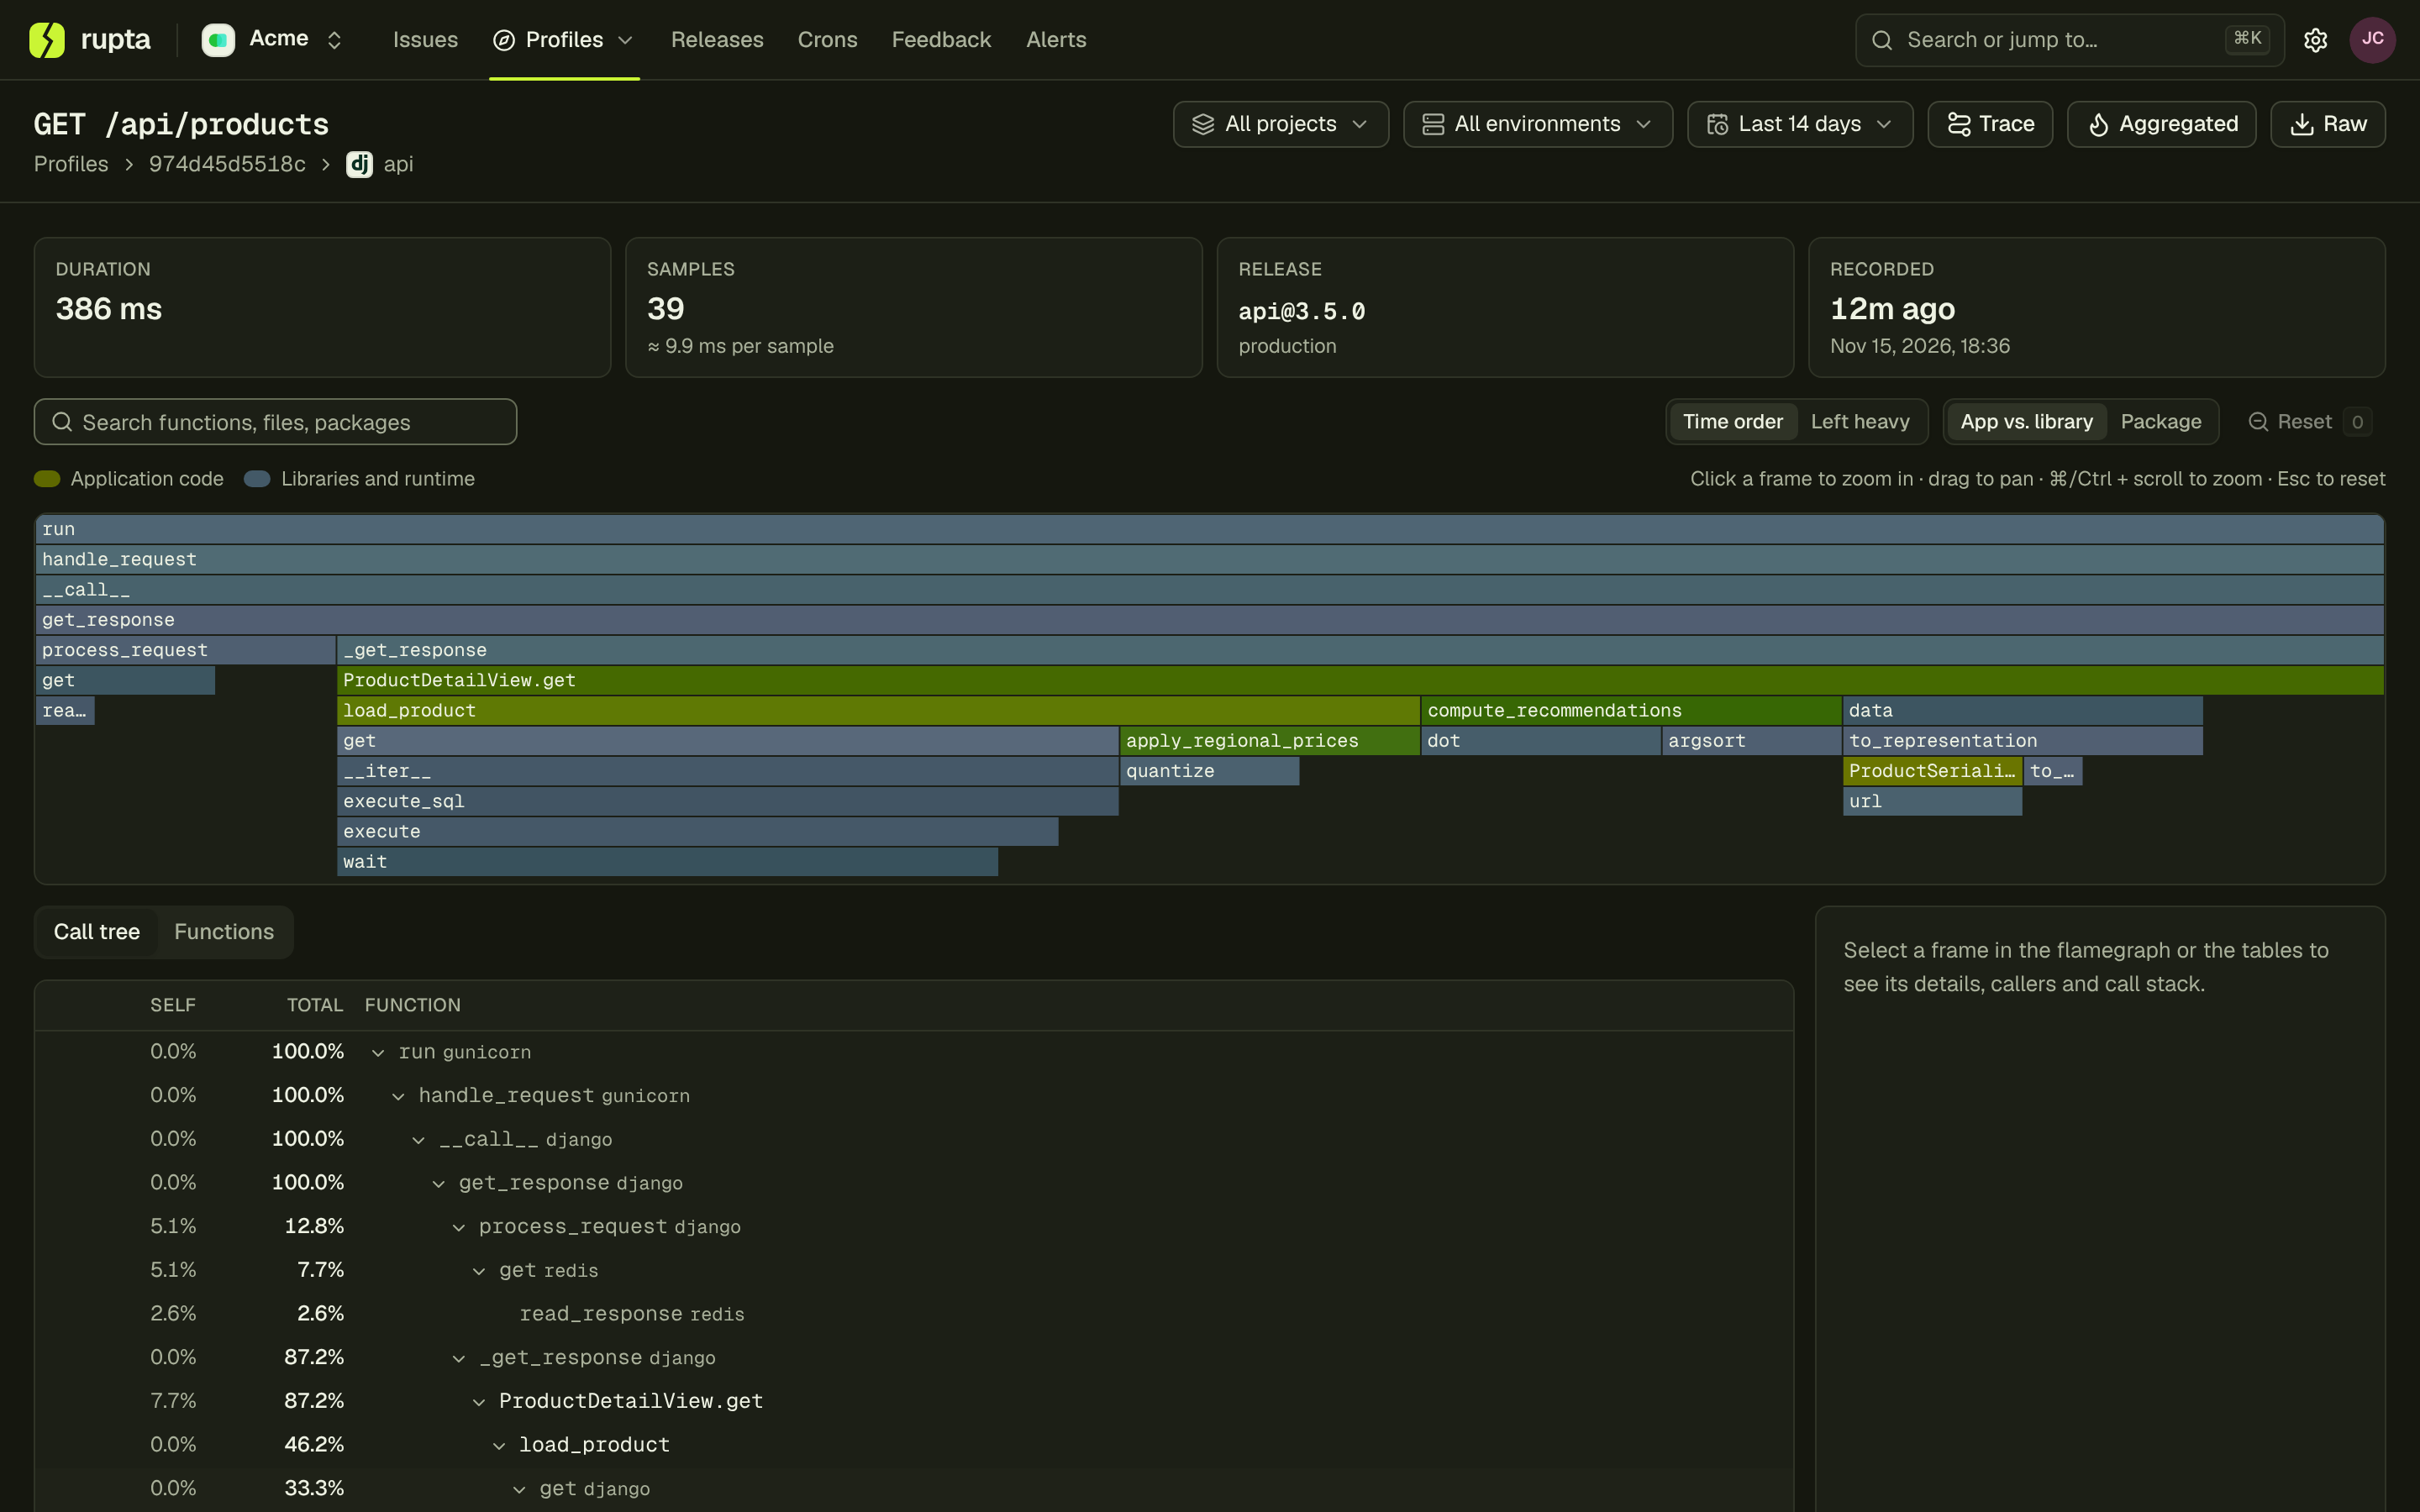 rupta
Acme
Issues
Profiles
Releases
Crons
Feedback
Alerts
Search or jump to...
⌘K
JC
GET /api/products
Profiles > 974d45d5518c > dj api
All projects
All environments
Last 14 days
Trace
Aggregated
Raw
DURATION
386 ms
SAMPLES
39
≈ 9.9 ms per sample
RELEASE
api@3.5.0
production
RECORDED
12m ago
Nov 15, 2026, 18:36
Search functions, files, packages
Time order
Left heavy
App vs. library
Package
Reset 0
Application code
Libraries and runtime
Click a frame to zoom in · drag to pan · ⌘/Ctrl + scroll to zoom · Esc to reset
run
handle_request
__call__
get_response
process_request
_get_response
get
ProductDetailView.get
rea…
load_product
compute_recommendations
data
get
apply_regional_prices
dot
argsort
to_representation
__iter__
quantize
ProductSeriali…
to_…
execute_sql
url
execute
wait
Call tree
Functions
Select a frame in the flamegraph or the tables to
see its details, callers and call stack.
SELF TOTAL FUNCTION
0.0% 100.0% run gunicorn
0.0% 100.0% handle_request gunicorn
0.0% 100.0% __call__ django
0.0% 100.0% get_response django
5.1% 12.8% process_request django
5.1% 7.7% get redis
2.6% 2.6% read_response redis
0.0% 87.2% _get_response django
7.7% 87.2% ProductDetailView.get
0.0% 46.2% load_product
0.0% 33.3% get django